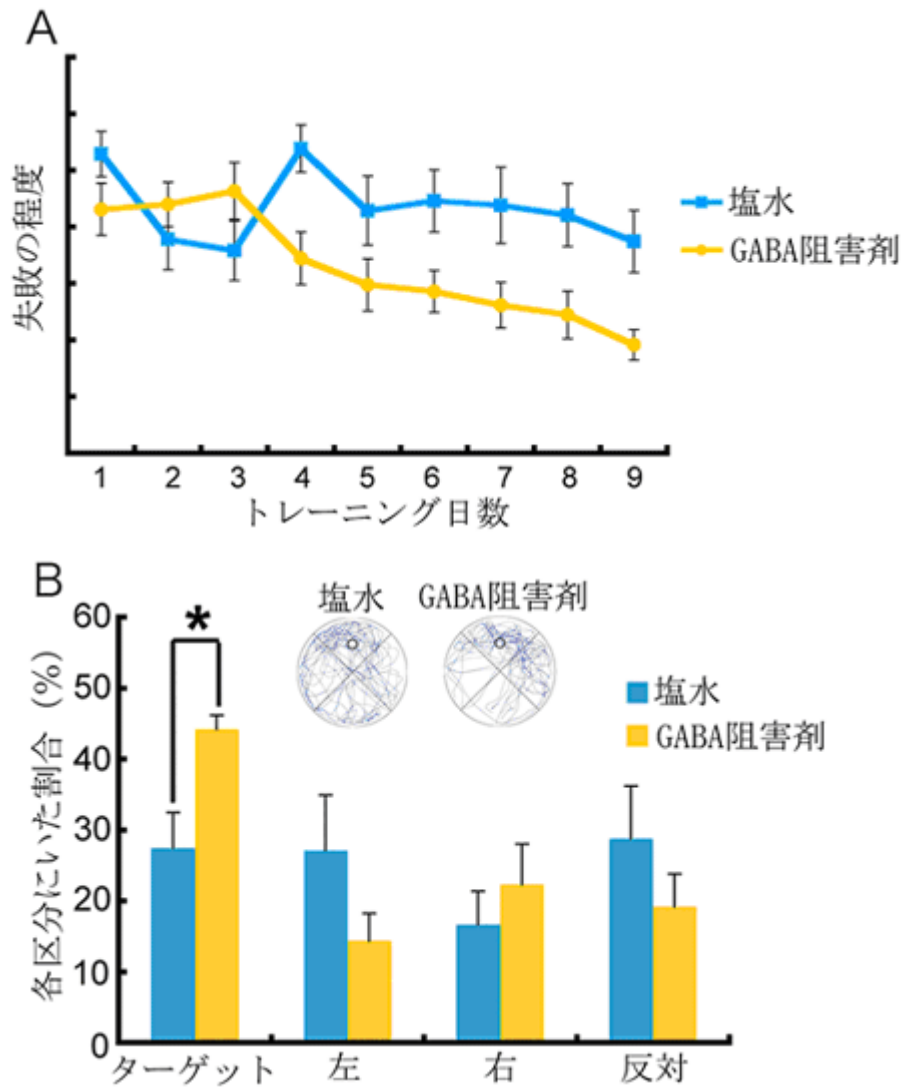 A
失敗の程度
塩水
GABA阻害剤
1 2 3 4 5 6 7 8 9
トレーニング日数
B
塩水 GABA阻害剤
*
各区分にいた割合 (%)
60
50
40
30
20
10
0
塩水
GABA阻害剤
ターゲット 左 右 反対